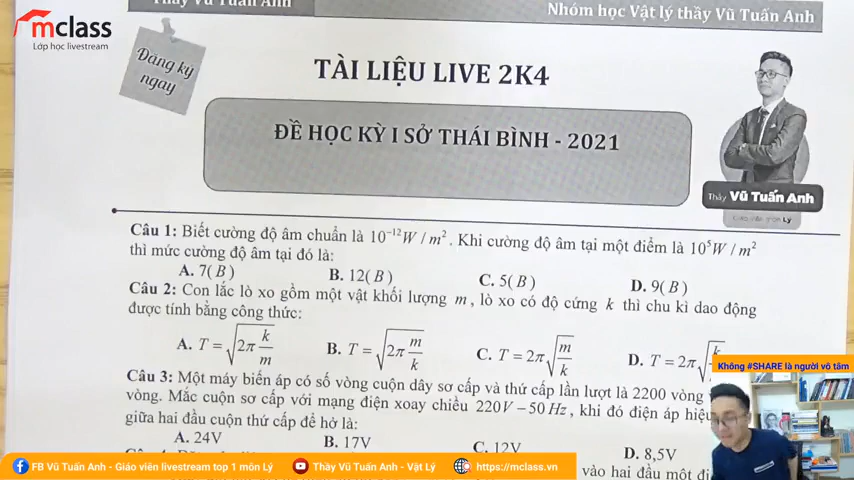 Thầy Vũ Tuấn Anh
Nhóm học Vật lý thầy Vũ Tuấn Anh
mclass
Lớp học livestream
Đăng ký
ngay
TÀI LIỆU LIVE 2K4
ĐỀ HỌC KỲ I SỞ THÁI BÌNH - 2021
Thầy Vũ Tuấn Anh
Giáo viên môn Lý
Câu 1: Biết cường độ âm chuẩn là 10⁻¹²W / m². Khi cường độ âm tại một điểm là 10⁵W / m²
thì mức cường độ âm tại đó là:
A. 7(B) B. 12(B) C. 5(B) D. 9(B)
Câu 2: Con lắc lò xo gồm một vật khối lượng m, lò xo có độ cứng k thì chu kì dao động
được tính bằng công thức:
A. T = √(2π k/m) B. T = √(2π m/k) C. T = 2π√(m/k) D. T = 2π√(k/
Không #SHARE là người vô tâm
Câu 3: Một máy biến áp có số vòng cuộn dây sơ cấp và thứ cấp lần lượt là 2200 vòng
vòng. Mắc cuộn sơ cấp với mạng điện xoay chiều 220V – 50Hz, khi đó điện áp hiệu
giữa hai đầu cuộn thứ cấp để hở là:
A. 24V B. 17V C. 12V D. 8,5V
vào hai đầu một
FB Vũ Tuấn Anh - Giáo viên livestream top 1 môn Lý Thầy Vũ Tuấn Anh - Vật Lý https://mclass.vn